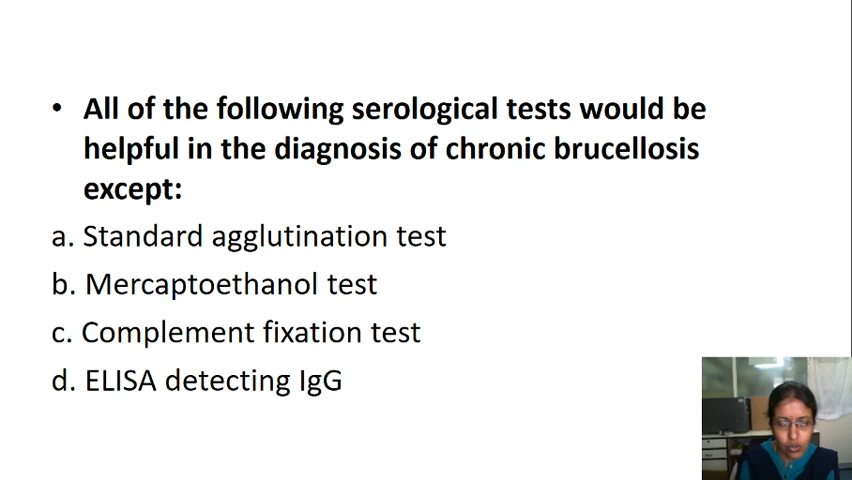 • All of the following serological tests would be
helpful in the diagnosis of chronic brucellosis
except:
a. Standard agglutination test
b. Mercaptoethanol test
c. Complement fixation test
d. ELISA detecting IgG